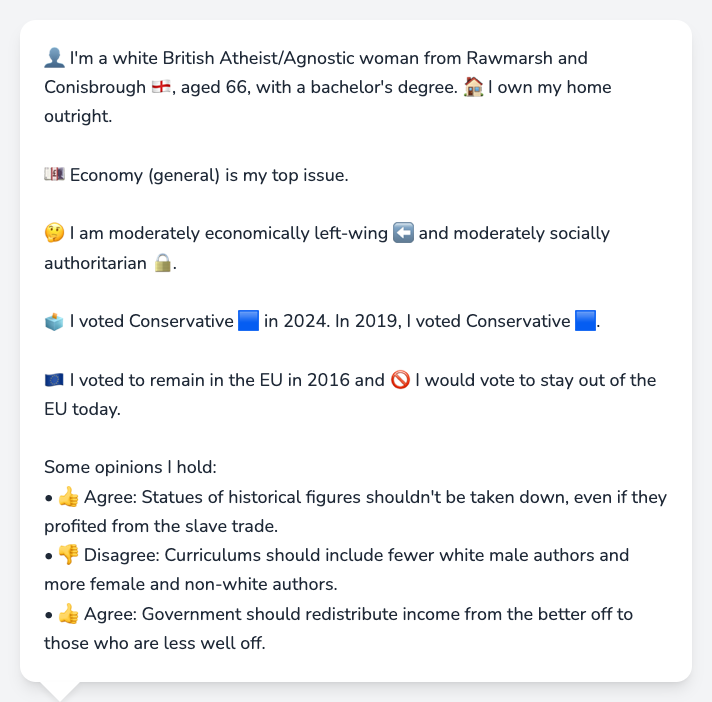 👤 I'm a white British Atheist/Agnostic woman from Rawmarsh and
Conisbrough 🏴󠁧󠁢󠁥󠁮󠁧󠁿, aged 66, with a bachelor's degree. 🏠 I own my home
outright.
💷 Economy (general) is my top issue.
🤔 I am moderately economically left-wing ⬅️ and moderately socially
authoritarian 🔒.
🗳️ I voted Conservative 🟦 in 2024. In 2019, I voted Conservative 🟦.
🇪🇺 I voted to remain in the EU in 2016 and 🚫 I would vote to stay out of the
EU today.
Some opinions I hold:
• 👍 Agree: Statues of historical figures shouldn't be taken down, even if they
profited from the slave trade.
• 👎 Disagree: Curriculums should include fewer white male authors and
more female and non-white authors.
• 👍 Agree: Government should redistribute income from the better off to
those who are less well off.